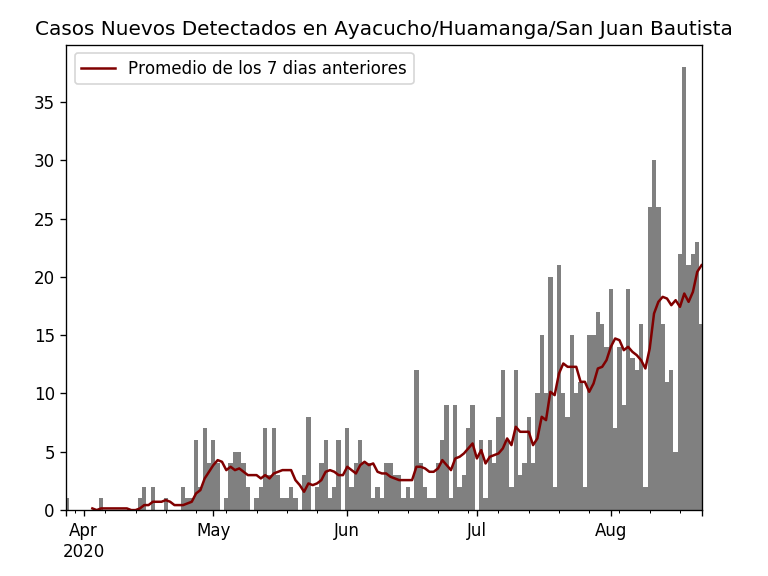 Casos Nuevos Detectados en Ayacucho/Huamanga/San Juan Bautista
Promedio de los 7 dias anteriores
35
30
25
20
15
10
5
0
Apr
2020
May
Jun
Jul
Aug